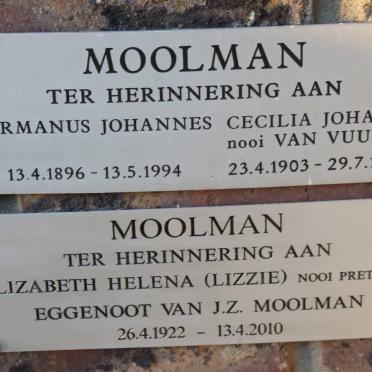 MOOLMAN
TER HERINNERING AAN
RMANUS JOHANNES CECILIA JOHA
nooi VAN VUU
13.4.1896 - 13.5.1994 23.4.1903 - 29.7.1
MOOLMAN
TER HERINNERING AAN
LIZABETH HELENA (LIZZIE) NOOI PRET
EGGENOOT VAN J.Z. MOOLMAN
26.4.1922 - 13.4.2010